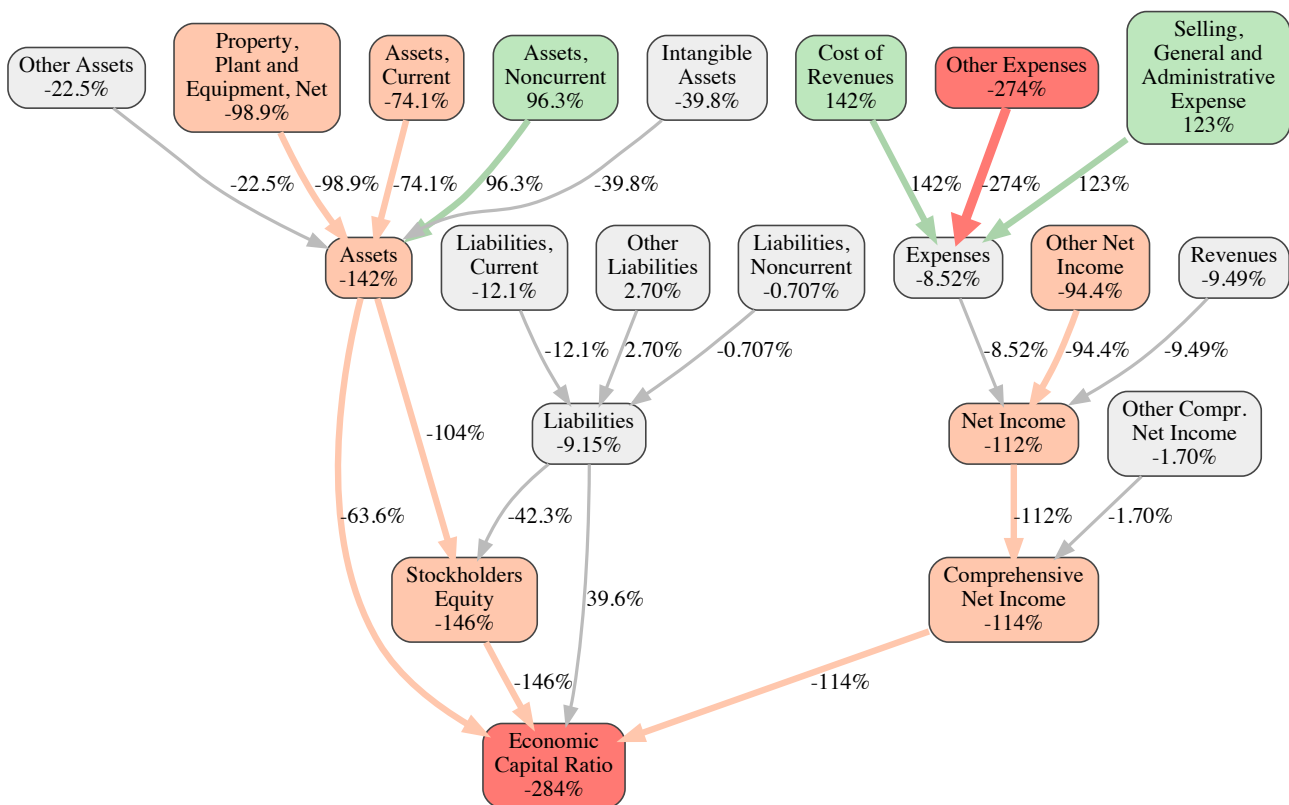 Other Assets
-22.5%
Property,
Plant and
Equipment, Net
-98.9%
Assets,
Current
-74.1%
Assets,
Noncurrent
96.3%
Intangible
Assets
-39.8%
Cost of
Revenues
142%
Other Expenses
-274%
Selling,
General and
Administrative
Expense
123%
-22.5%
-98.9%
-74.1%
96.3%
-39.8%
142%
-274%
123%
Assets
-142%
Liabilities,
Current
-12.1%
Other
Liabilities
2.70%
Liabilities,
Noncurrent
-0.707%
Expenses
-8.52%
Other Net
Income
-94.4%
Revenues
-9.49%
-12.1%
2.70%
-0.707%
-8.52%
-94.4%
-9.49%
-104%
Liabilities
-9.15%
Net Income
-112%
Other Compr.
Net Income
-1.70%
-63.6%
-42.3%
-112%
-1.70%
Stockholders
Equity
-146%
39.6%
Comprehensive
Net Income
-114%
-146%
-114%
Economic
Capital Ratio
-284%